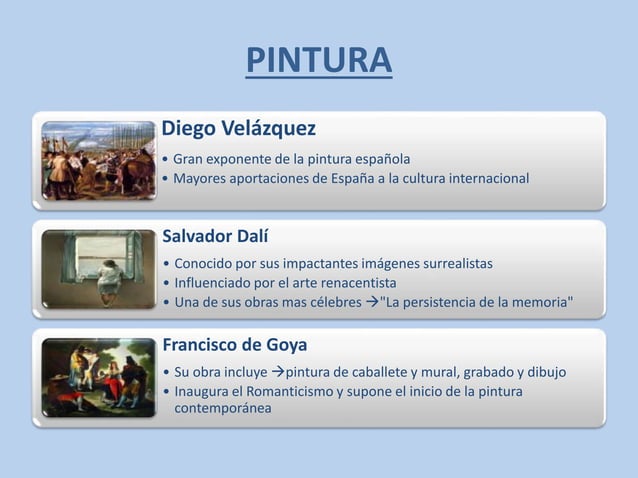 PINTURA
Diego Velázquez
• Gran exponente de la pintura española
• Mayores aportaciones de España a la cultura internacional
Salvador Dalí
• Conocido por sus impactantes imágenes surrealistas
• Influenciado por el arte renacentista
• Una de sus obras mas célebres →"La persistencia de la memoria"
Francisco de Goya
• Su obra incluye →pintura de caballete y mural, grabado y dibujo
• Inaugura el Romanticismo y supone el inicio de la pintura
contemporánea